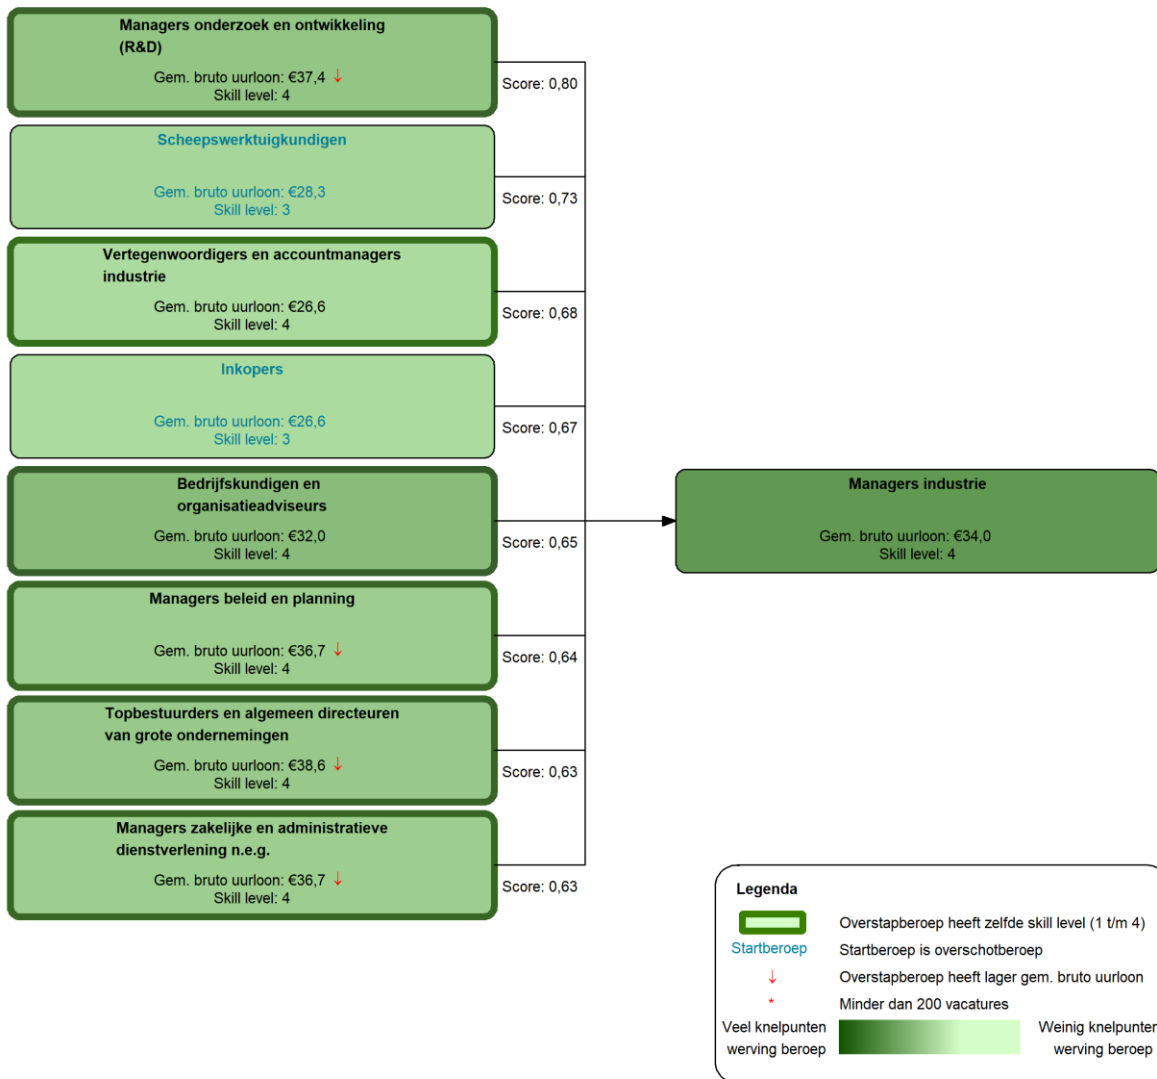 Managers onderzoek en ontwikkeling
(R&D)
Gem. bruto uurloon: €37,4 ↓
Skill level: 4
Score: 0,80
Scheepswerktuigkundigen
Gem. bruto uurloon: €28,3
Skill level: 3
Score: 0,73
Vertegenwoordigers en accountmanagers
industrie
Gem. bruto uurloon: €26,6
Skill level: 4
Score: 0,68
Inkopers
Gem. bruto uurloon: €26,6
Skill level: 3
Score: 0,67
Bedrijfskundigen en
organisatieadviseurs
Gem. bruto uurloon: €32,0
Skill level: 4
Score: 0,65
Managers industrie
Gem. bruto uurloon: €34,0
Skill level: 4
Managers beleid en planning
Gem. bruto uurloon: €36,7 ↓
Skill level: 4
Score: 0,64
Topbestuurders en algemeen directeuren
van grote ondernemingen
Gem. bruto uurloon: €38,6 ↓
Skill level: 4
Score: 0,63
Managers zakelijke en administratieve
dienstverlening n.e.g.
Gem. bruto uurloon: €36,7 ↓
Skill level: 4
Score: 0,63
Legenda
Overstapberoep heeft zelfde skill level (1 t/m 4)
Startberoep Startberoep is overschotberoep
↓ Overstapberoep heeft lager gem. bruto uurloon
* Minder dan 200 vacatures
Veel knelpunten Weinig knelpunten
werving beroep werving beroep